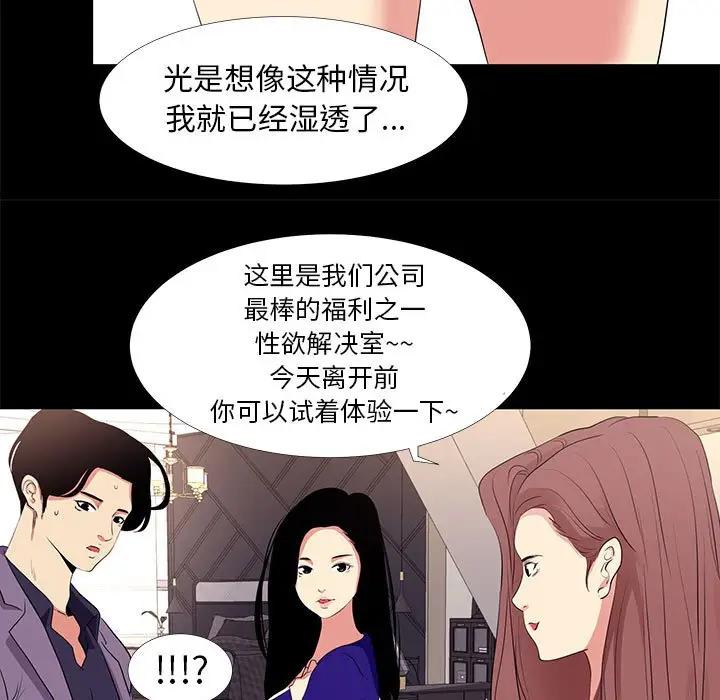 光是想像这种情况
我就已经湿透了...
这里是我们公司
最棒的福利之一
性欲解决室~~
今天离开前
你可以试着体验一下~
!!!?